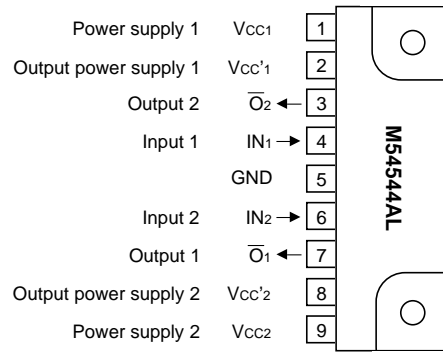 Power supply 1 Vcc1 1
Output power supply 1 Vcc'1 2
Output 2 O̅2 3
Input 1 IN1 4
GND 5
Input 2 IN2 6
Output 1 O̅1 7
Output power supply 2 Vcc'2 8
Power supply 2 Vcc2 9
M54544AL